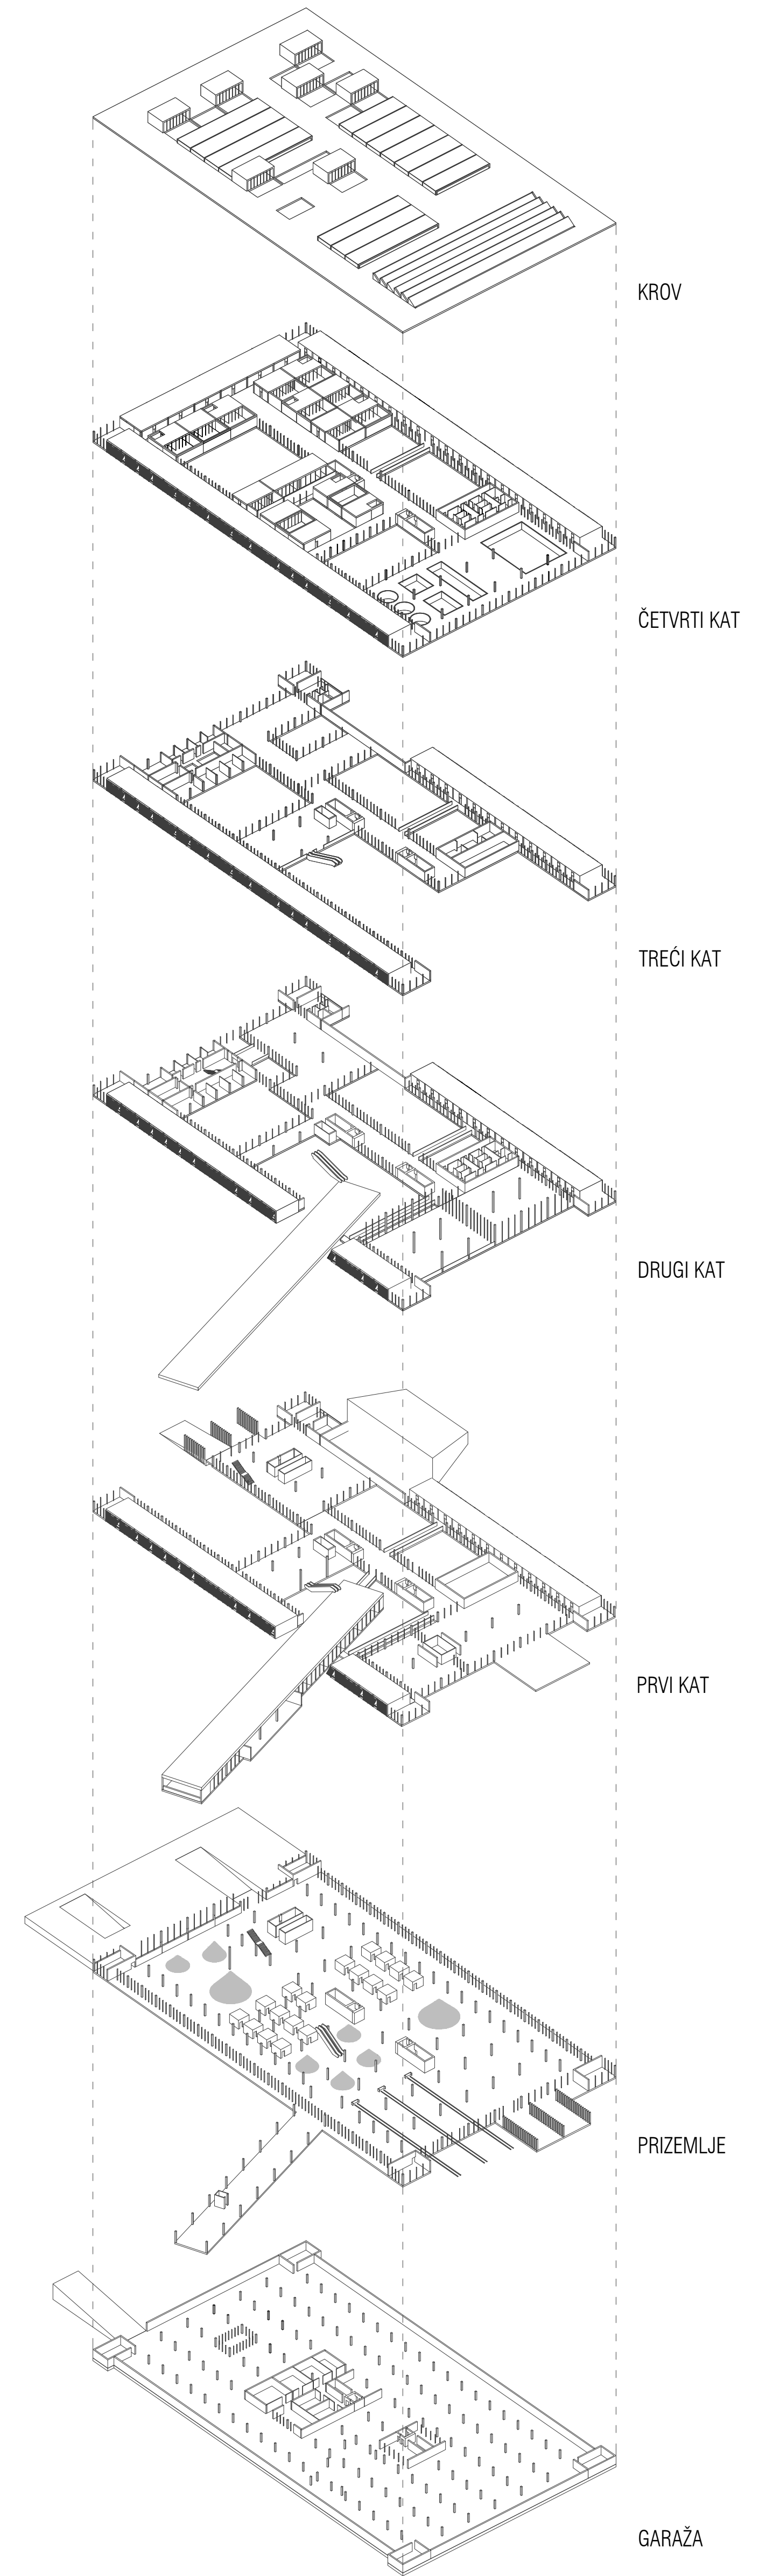 KROV
ČETVRTI KAT
TREĆI KAT
DRUGI KAT
PRVI KAT
PRIZEMLJE
GARAŽA